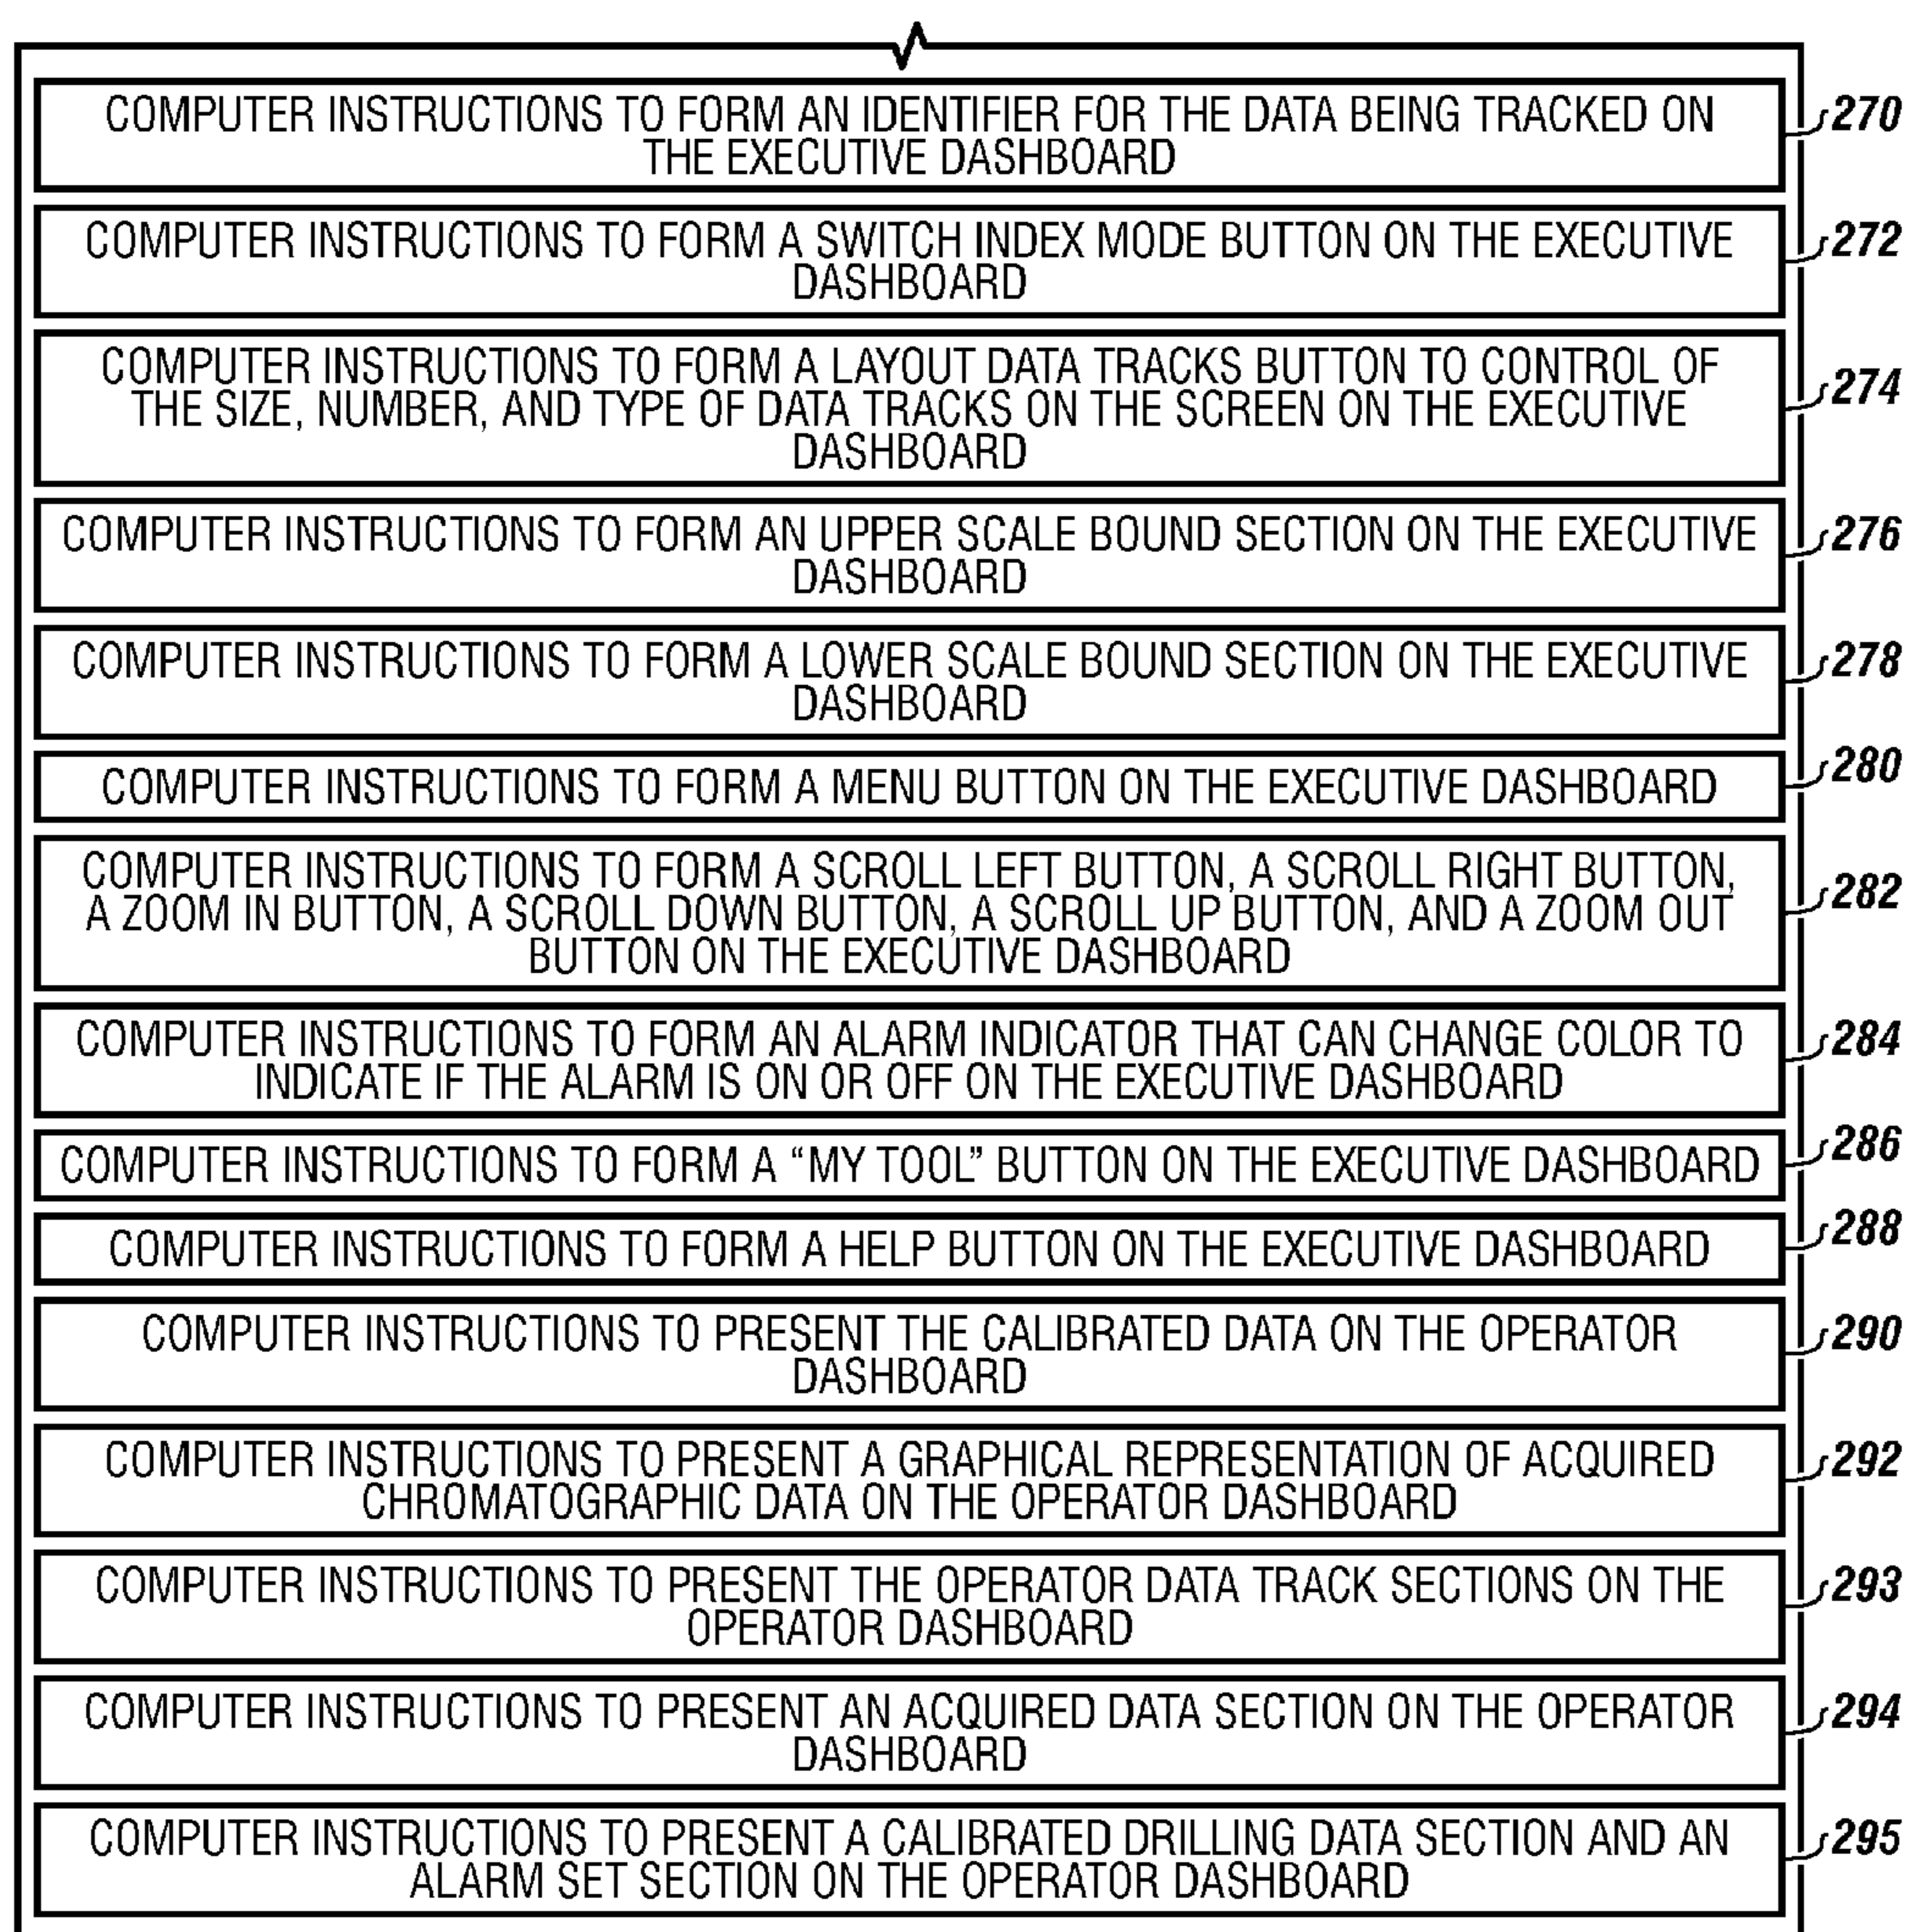 COMPUTER INSTRUCTIONS TO FORM AN IDENTIFIER FOR THE DATA BEING TRACKED ON
THE EXECUTIVE DASHBOARD
270
COMPUTER INSTRUCTIONS TO FORM A SWITCH INDEX MODE BUTTON ON THE EXECUTIVE
DASHBOARD
272
COMPUTER INSTRUCTIONS TO FORM A LAYOUT DATA TRACKS BUTTON TO CONTROL OF
THE SIZE, NUMBER, AND TYPE OF DATA TRACKS ON THE SCREEN ON THE EXECUTIVE
DASHBOARD
274
COMPUTER INSTRUCTIONS TO FORM AN UPPER SCALE BOUND SECTION ON THE EXECUTIVE
DASHBOARD
276
COMPUTER INSTRUCTIONS TO FORM A LOWER SCALE BOUND SECTION ON THE EXECUTIVE
DASHBOARD
278
COMPUTER INSTRUCTIONS TO FORM A MENU BUTTON ON THE EXECUTIVE DASHBOARD
280
COMPUTER INSTRUCTIONS TO FORM A SCROLL LEFT BUTTON, A SCROLL RIGHT BUTTON,
A ZOOM IN BUTTON, A SCROLL DOWN BUTTON, A SCROLL UP BUTTON, AND A ZOOM OUT
BUTTON ON THE EXECUTIVE DASHBOARD
282
COMPUTER INSTRUCTIONS TO FORM AN ALARM INDICATOR THAT CAN CHANGE COLOR TO
INDICATE IF THE ALARM IS ON OR OFF ON THE EXECUTIVE DASHBOARD
284
COMPUTER INSTRUCTIONS TO FORM A “MY TOOL” BUTTON ON THE EXECUTIVE DASHBOARD
286
COMPUTER INSTRUCTIONS TO FORM A HELP BUTTON ON THE EXECUTIVE DASHBOARD
288
COMPUTER INSTRUCTIONS TO PRESENT THE CALIBRATED DATA ON THE OPERATOR
DASHBOARD
290
COMPUTER INSTRUCTIONS TO PRESENT A GRAPHICAL REPRESENTATION OF ACQUIRED
CHROMATOGRAPHIC DATA ON THE OPERATOR DASHBOARD
292
COMPUTER INSTRUCTIONS TO PRESENT THE OPERATOR DATA TRACK SECTIONS ON THE
OPERATOR DASHBOARD
293
COMPUTER INSTRUCTIONS TO PRESENT AN ACQUIRED DATA SECTION ON THE OPERATOR
DASHBOARD
294
COMPUTER INSTRUCTIONS TO PRESENT A CALIBRATED DRILLING DATA SECTION AND AN
ALARM SET SECTION ON THE OPERATOR DASHBOARD
295